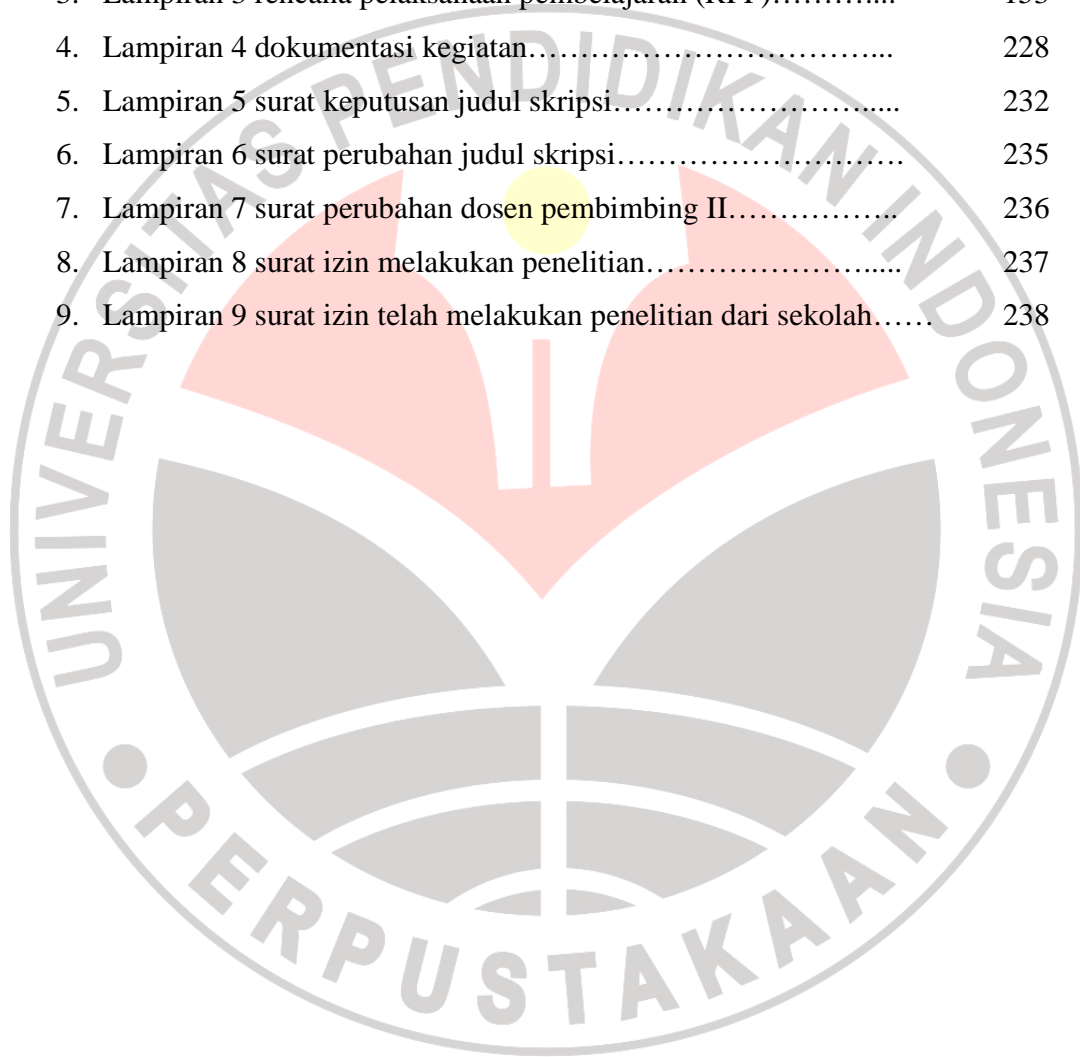 4. Lampiran 4 dokumentasi kegiatan……………………………... 228
5. Lampiran 5 surat keputusan judul skripsi……………………..... 232
6. Lampiran 6 surat perubahan judul skripsi………………………. 235
7. Lampiran 7 surat perubahan dosen pembimbing II…………….. 236
8. Lampiran 8 surat izin melakukan penelitian………………….…..... 237
9. Lampiran 9 surat izin telah melakukan penelitian dari sekolah…… 238
UNIVERSITAS PENDIDIKAN INDONESIA
PERPUSTAKAAN